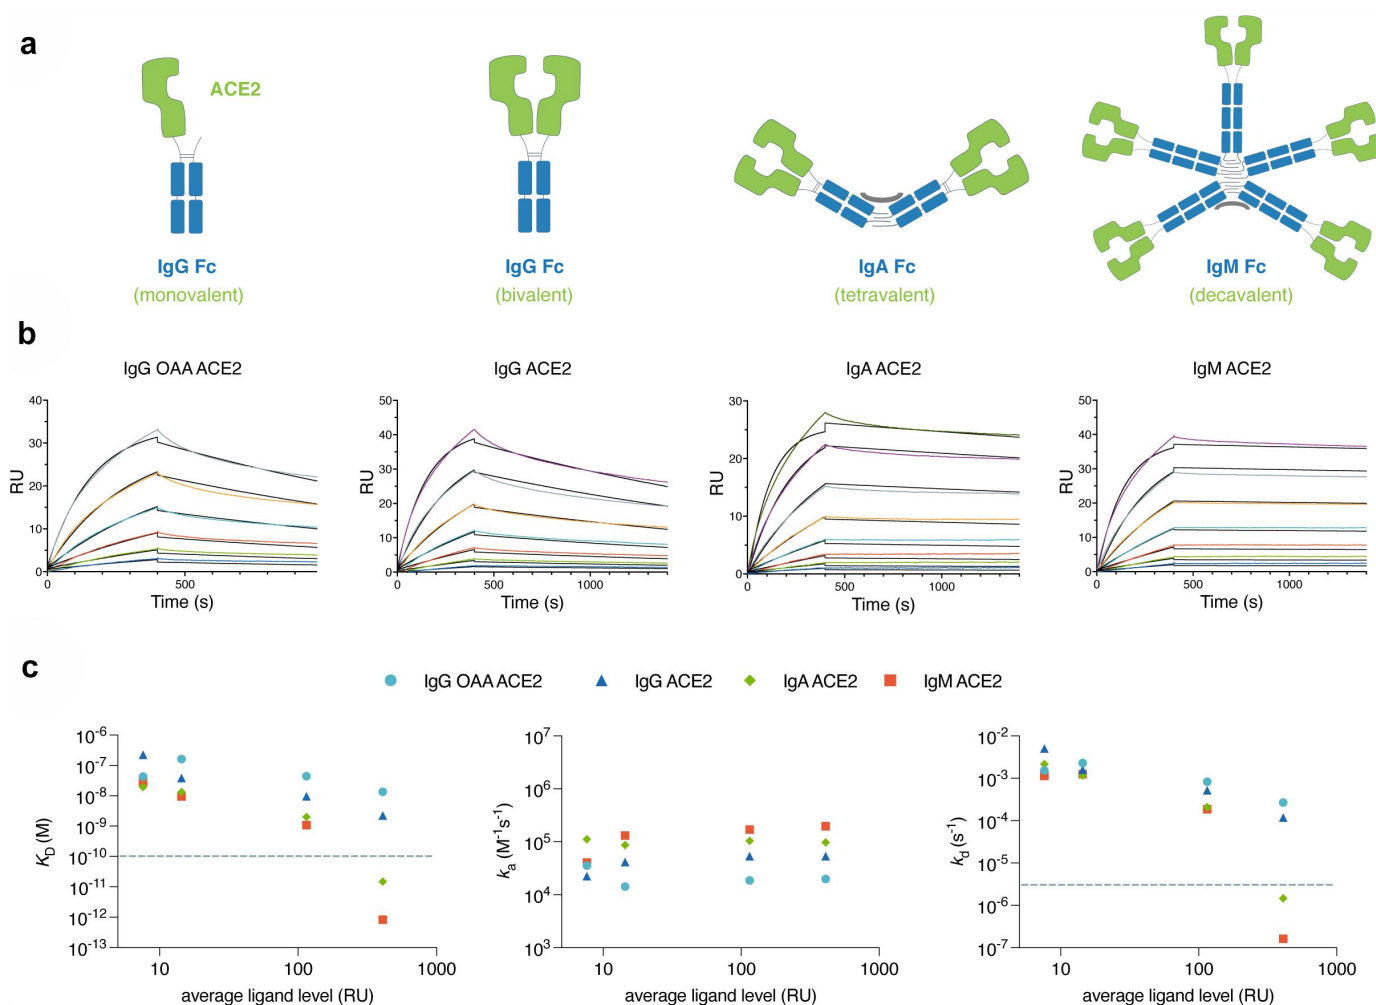 a
ACE2
IgG Fc
(monovalent)
IgG Fc
(bivalent)
IgA Fc
(tetravalent)
IgM Fc
(decavalent)
b
IgG OAA ACE2
40
30
20
10
0
RU
0
500
Time (s)
IgG ACE2
50
40
30
20
10
0
RU
0
500
1000
Time (s)
IgA ACE2
30
20
10
0
RU
0
500
1000
Time (s)
IgM ACE2
50
40
30
20
10
0
RU
0
500
1000
Time (s)
c
IgG OAA ACE2
IgG ACE2
IgA ACE2
IgM ACE2
10⁻⁶
10⁻⁷
10⁻⁸
10⁻⁹
10⁻¹⁰
10⁻¹¹
10⁻¹²
10⁻¹³
K_D (M)
10
100
1000
average ligand level (RU)
10⁷
10⁶
10⁵
10⁴
10³
k_a (M⁻¹s⁻¹)
10
100
1000
average ligand level (RU)
10⁻²
10⁻³
10⁻⁴
10⁻⁵
10⁻⁶
10⁻⁷
k_d (s⁻¹)
10
100
1000
average ligand level (RU)